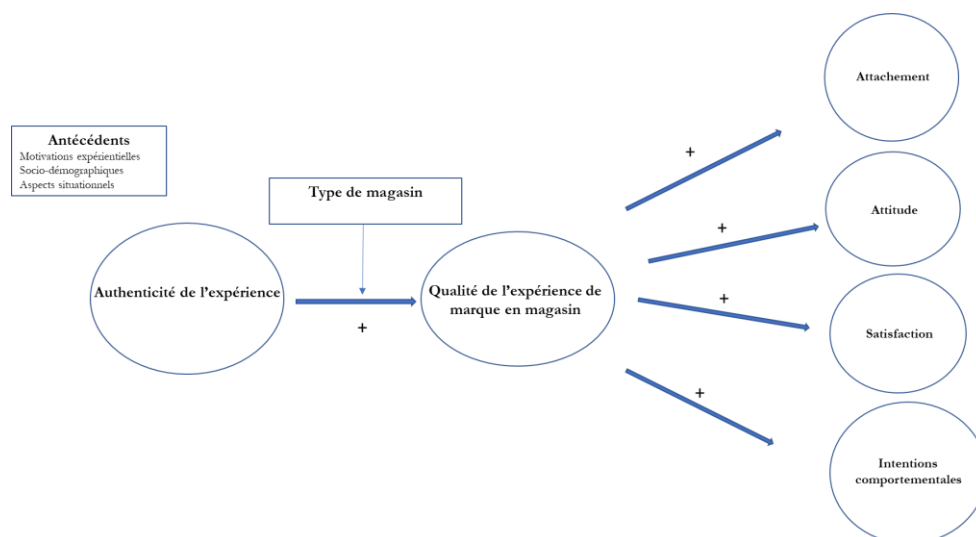 Antécédents
Motivations expérientielles
Socio-démographiques
Aspects situationnels
Type de magasin
Authenticité de l'expérience
+
Qualité de l'expérience de
marque en magasin
+
+
+
+
Attachement
Attitude
Satisfaction
Intentions
comportementales